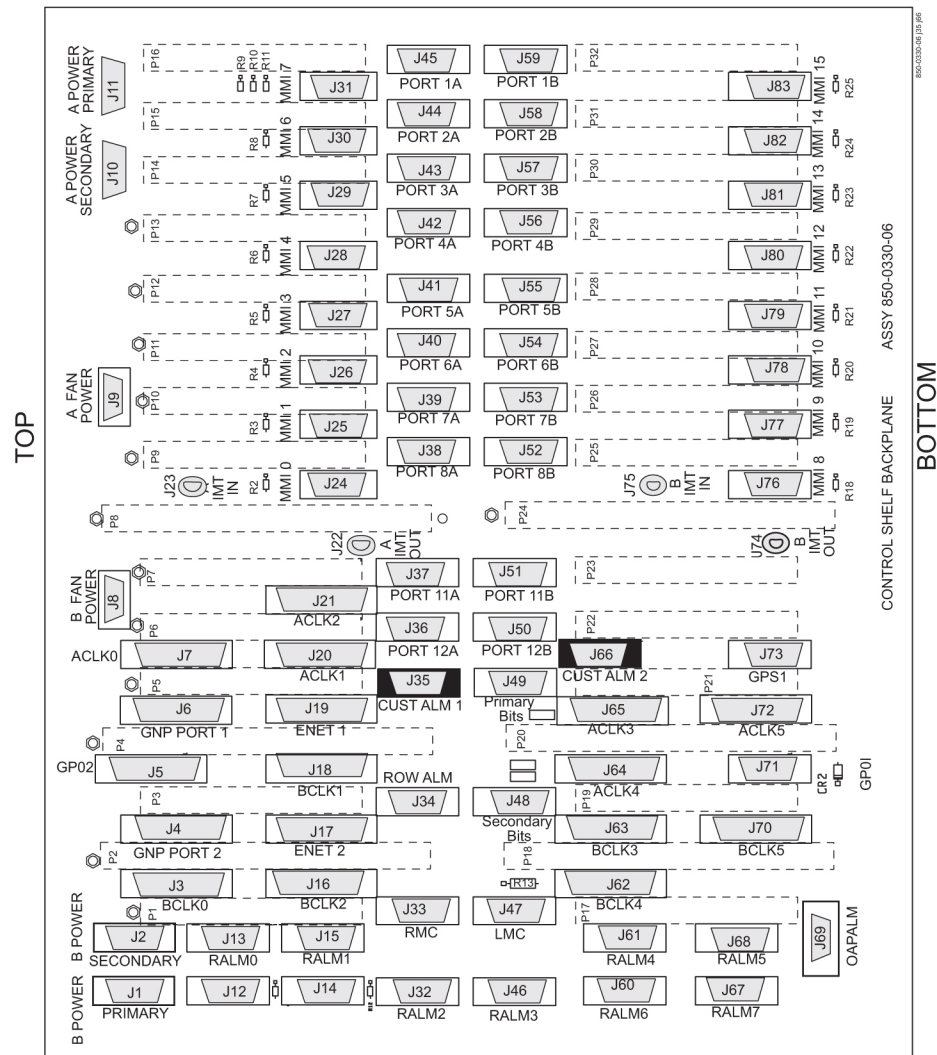 TOP
BOTTOM
850-0330-06 j35 j66
ASSY 850-0330-06
CONTROL SHELF BACKPLANE
A POWER
PRIMARY
J11
P16
R9
R10
R11
MMI 7
J31
J45
PORT 1A
J59
PORT 1B
P32
J83
MMI 15
R25
P15
R8
MMI 6
J30
J44
PORT 2A
J58
PORT 2B
P31
J82
MMI 14
R24
A POWER
SECONDARY
J10
P14
R7
MMI 5
J29
J43
PORT 3A
J57
PORT 3B
P30
J81
MMI 13
R23
P13
R6
MMI 4
J28
J42
PORT 4A
J56
PORT 4B
P29
J80
MMI 12
R22
P12
R5
MMI 3
J27
J41
PORT 5A
J55
PORT 5B
P28
J79
MMI 11
R21
P11
R4
MMI 2
J26
J40
PORT 6A
J54
PORT 6B
P27
J78
MMI 10
R20
A FAN
POWER
J9
P10
R3
MMI 1
J25
J39
PORT 7A
J53
PORT 7B
P26
J77
MMI 9
R19
P9
J23
IMT
IN
R2
MMI 0
J24
J38
PORT 8A
J52
PORT 8B
P25
J75
B
IMT
IN
J76
MMI 8
R18
P8
J22
A
IMT
OUT
P24
J74
B
IMT
OUT
B FAN
POWER
J8
P7
J21
ACLK2
J37
PORT 11A
J51
PORT 11B
P23
P6
ACLK0
J7
J20
ACLK1
J36
PORT 12A
J50
PORT 12B
P22
J66
CUST ALM 2
J73
GPS1
P5
J6
GNP PORT 1
J19
ENET 1
J35
CUST ALM 1
J49
Primary
Bits
J65
ACLK3
P21
J72
ACLK5
P4
GP02
J5
J18
BCLK1
ROW ALM
J34
P20
J64
ACLK4
J71
CR2
GP0I
P3
J4
GNP PORT 2
J17
ENET 2
J48
Secondary
Bits
P19
J63
BCLK3
J70
BCLK5
P2
J3
BCLK0
J16
BCLK2
P18
R13
J62
BCLK4
P1
J33
RMC
J47
LMC
P17
B POWER
J2
SECONDARY
J13
RALM0
J15
RALM1
J61
RALM4
J68
RALM5
J69
OAPALM
B POWER
J1
PRIMARY
J12
J14
J32
RALM2
J46
RALM3
J60
RALM6
J67
RALM7